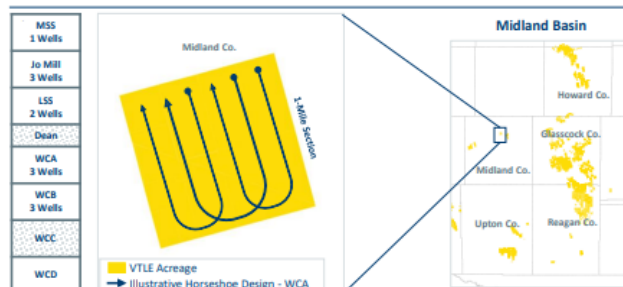 MSS
1 Wells
Jo Mill
3 Wells
LSS
2 Wells
Dean
WCA
3 Wells
WCB
3 Wells
WCC
WCD
Midland Co.
1-Mile Section
VTLE Acreage
Illustrative Horseshoe Design - WCA
Midland Basin
Howard Co.
Glasscock Co.
Midland Co.
Upton Co.
Reagan Co.